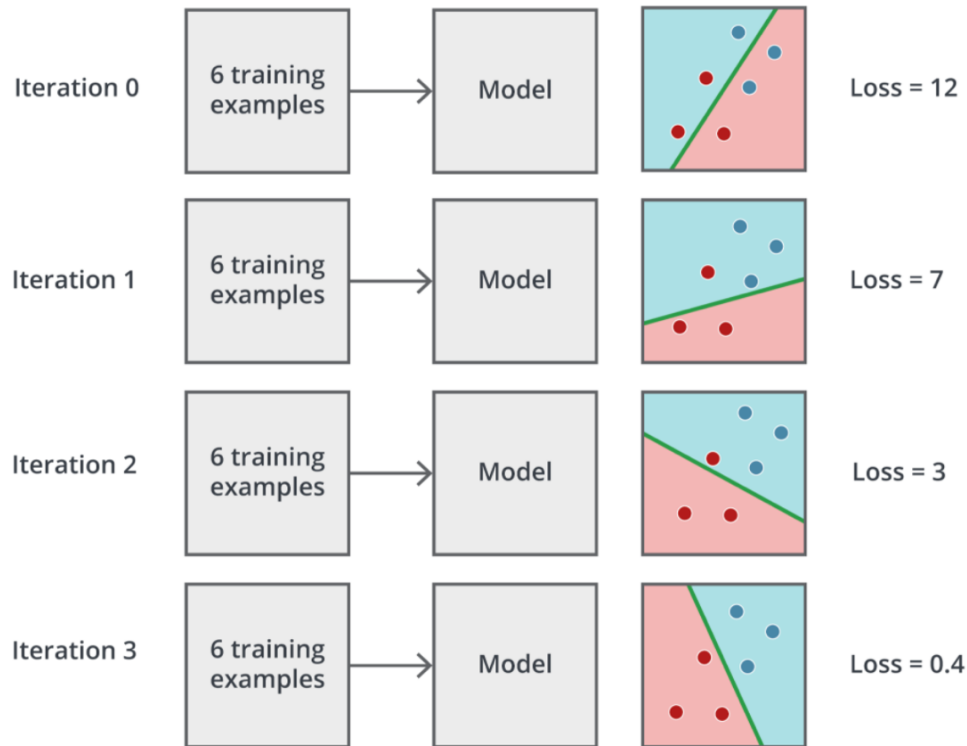 Iteration 0
6 training
examples
Model
Loss = 12
Iteration 1
6 training
examples
Model
Loss = 7
Iteration 2
6 training
examples
Model
Loss = 3
Iteration 3
6 training
examples
Model
Loss = 0.4